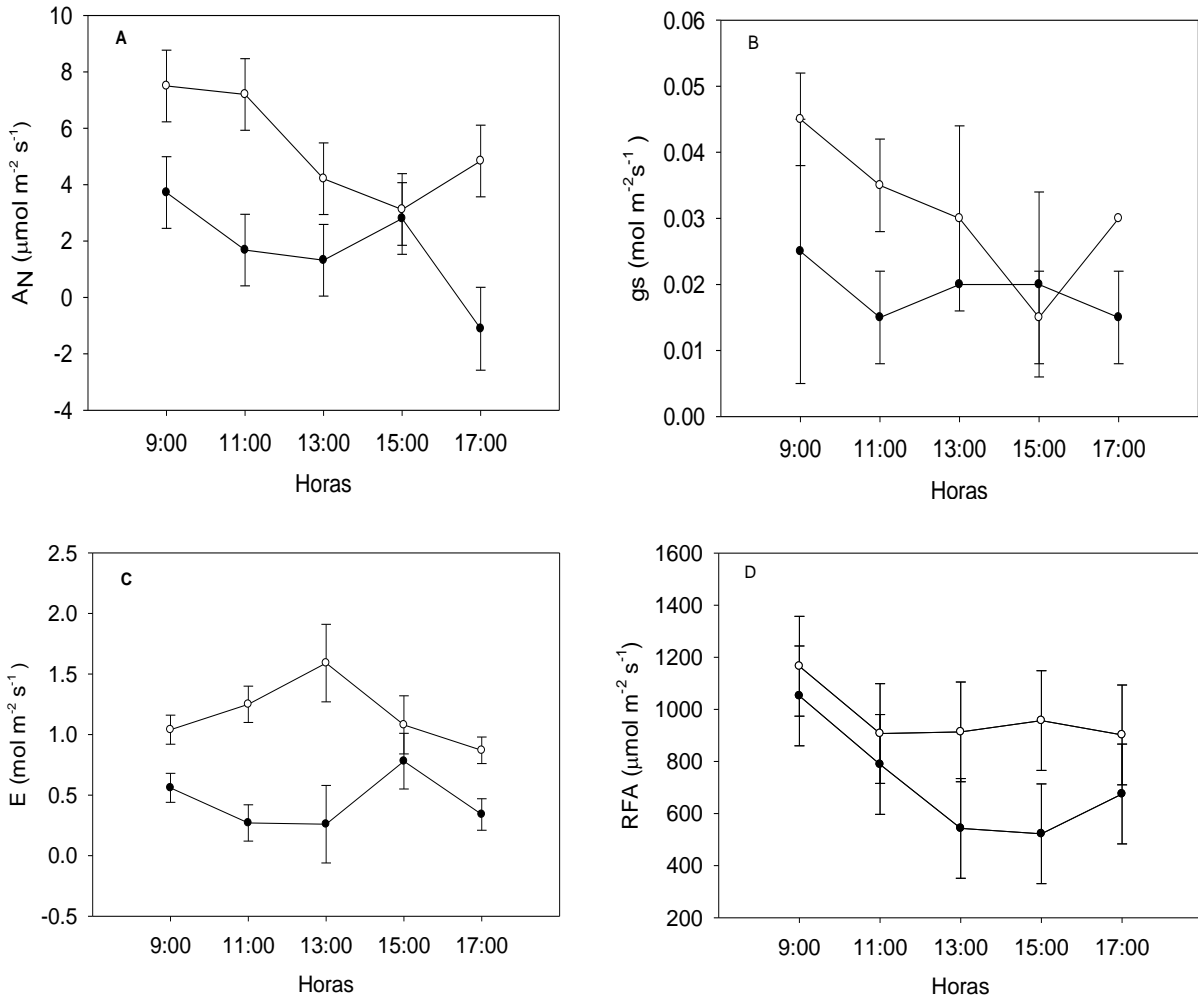 A
A_N (μmol m⁻² s⁻¹)
10
8
6
4
2
0
-2
-4
9:00 11:00 13:00 15:00 17:00
Horas
B
gs (mol m⁻²s⁻¹)
0.06
0.05
0.04
0.03
0.02
0.01
0.00
9:00 11:00 13:00 15:00 17:00
Horas
C
E (mol m⁻² s⁻¹)
2.5
2.0
1.5
1.0
0.5
0.0
-0.5
9:00 11:00 13:00 15:00 17:00
Horas
D
RFA (μmol m⁻² s⁻¹)
1600
1400
1200
1000
800
600
400
200
9:00 11:00 13:00 15:00 17:00
Horas